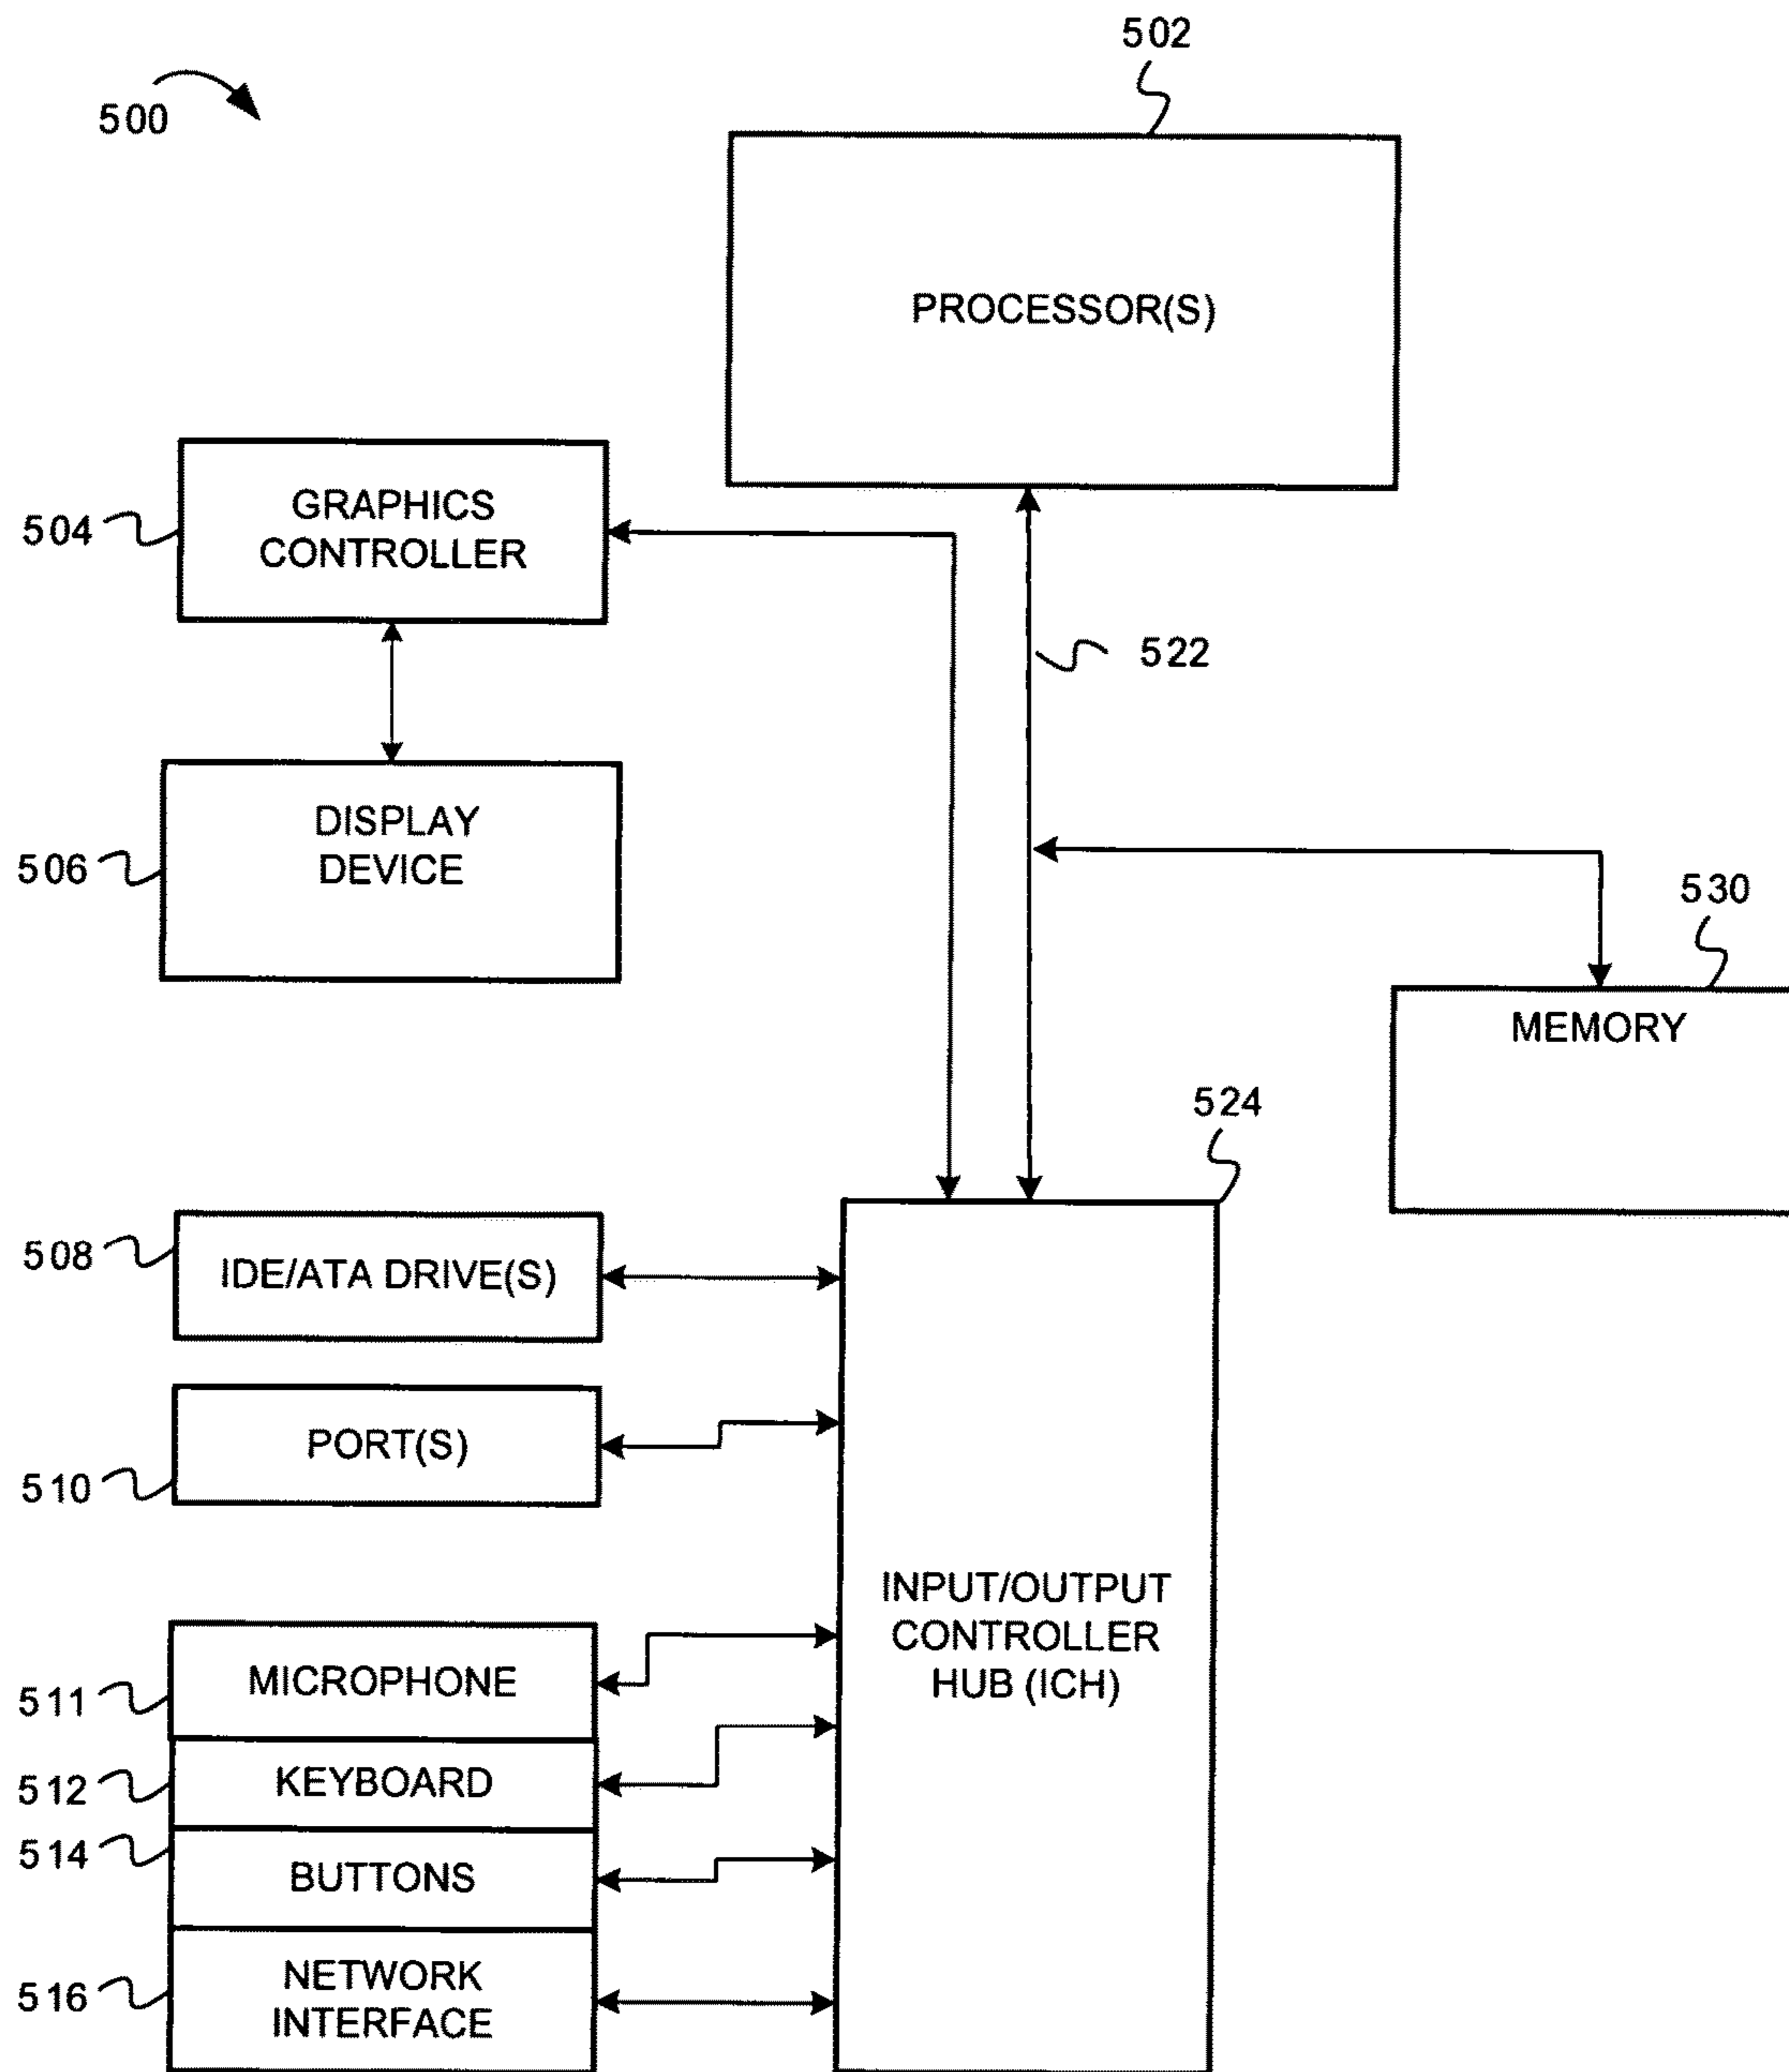 502
500
PROCESSOR(S)
504
GRAPHICS
CONTROLLER
522
506
DISPLAY
DEVICE
530
MEMORY
524
508
IDE/ATA DRIVE(S)
510
PORT(S)
INPUT/OUTPUT
CONTROLLER
HUB (ICH)
511
MICROPHONE
512
KEYBOARD
514
BUTTONS
516
NETWORK
INTERFACE